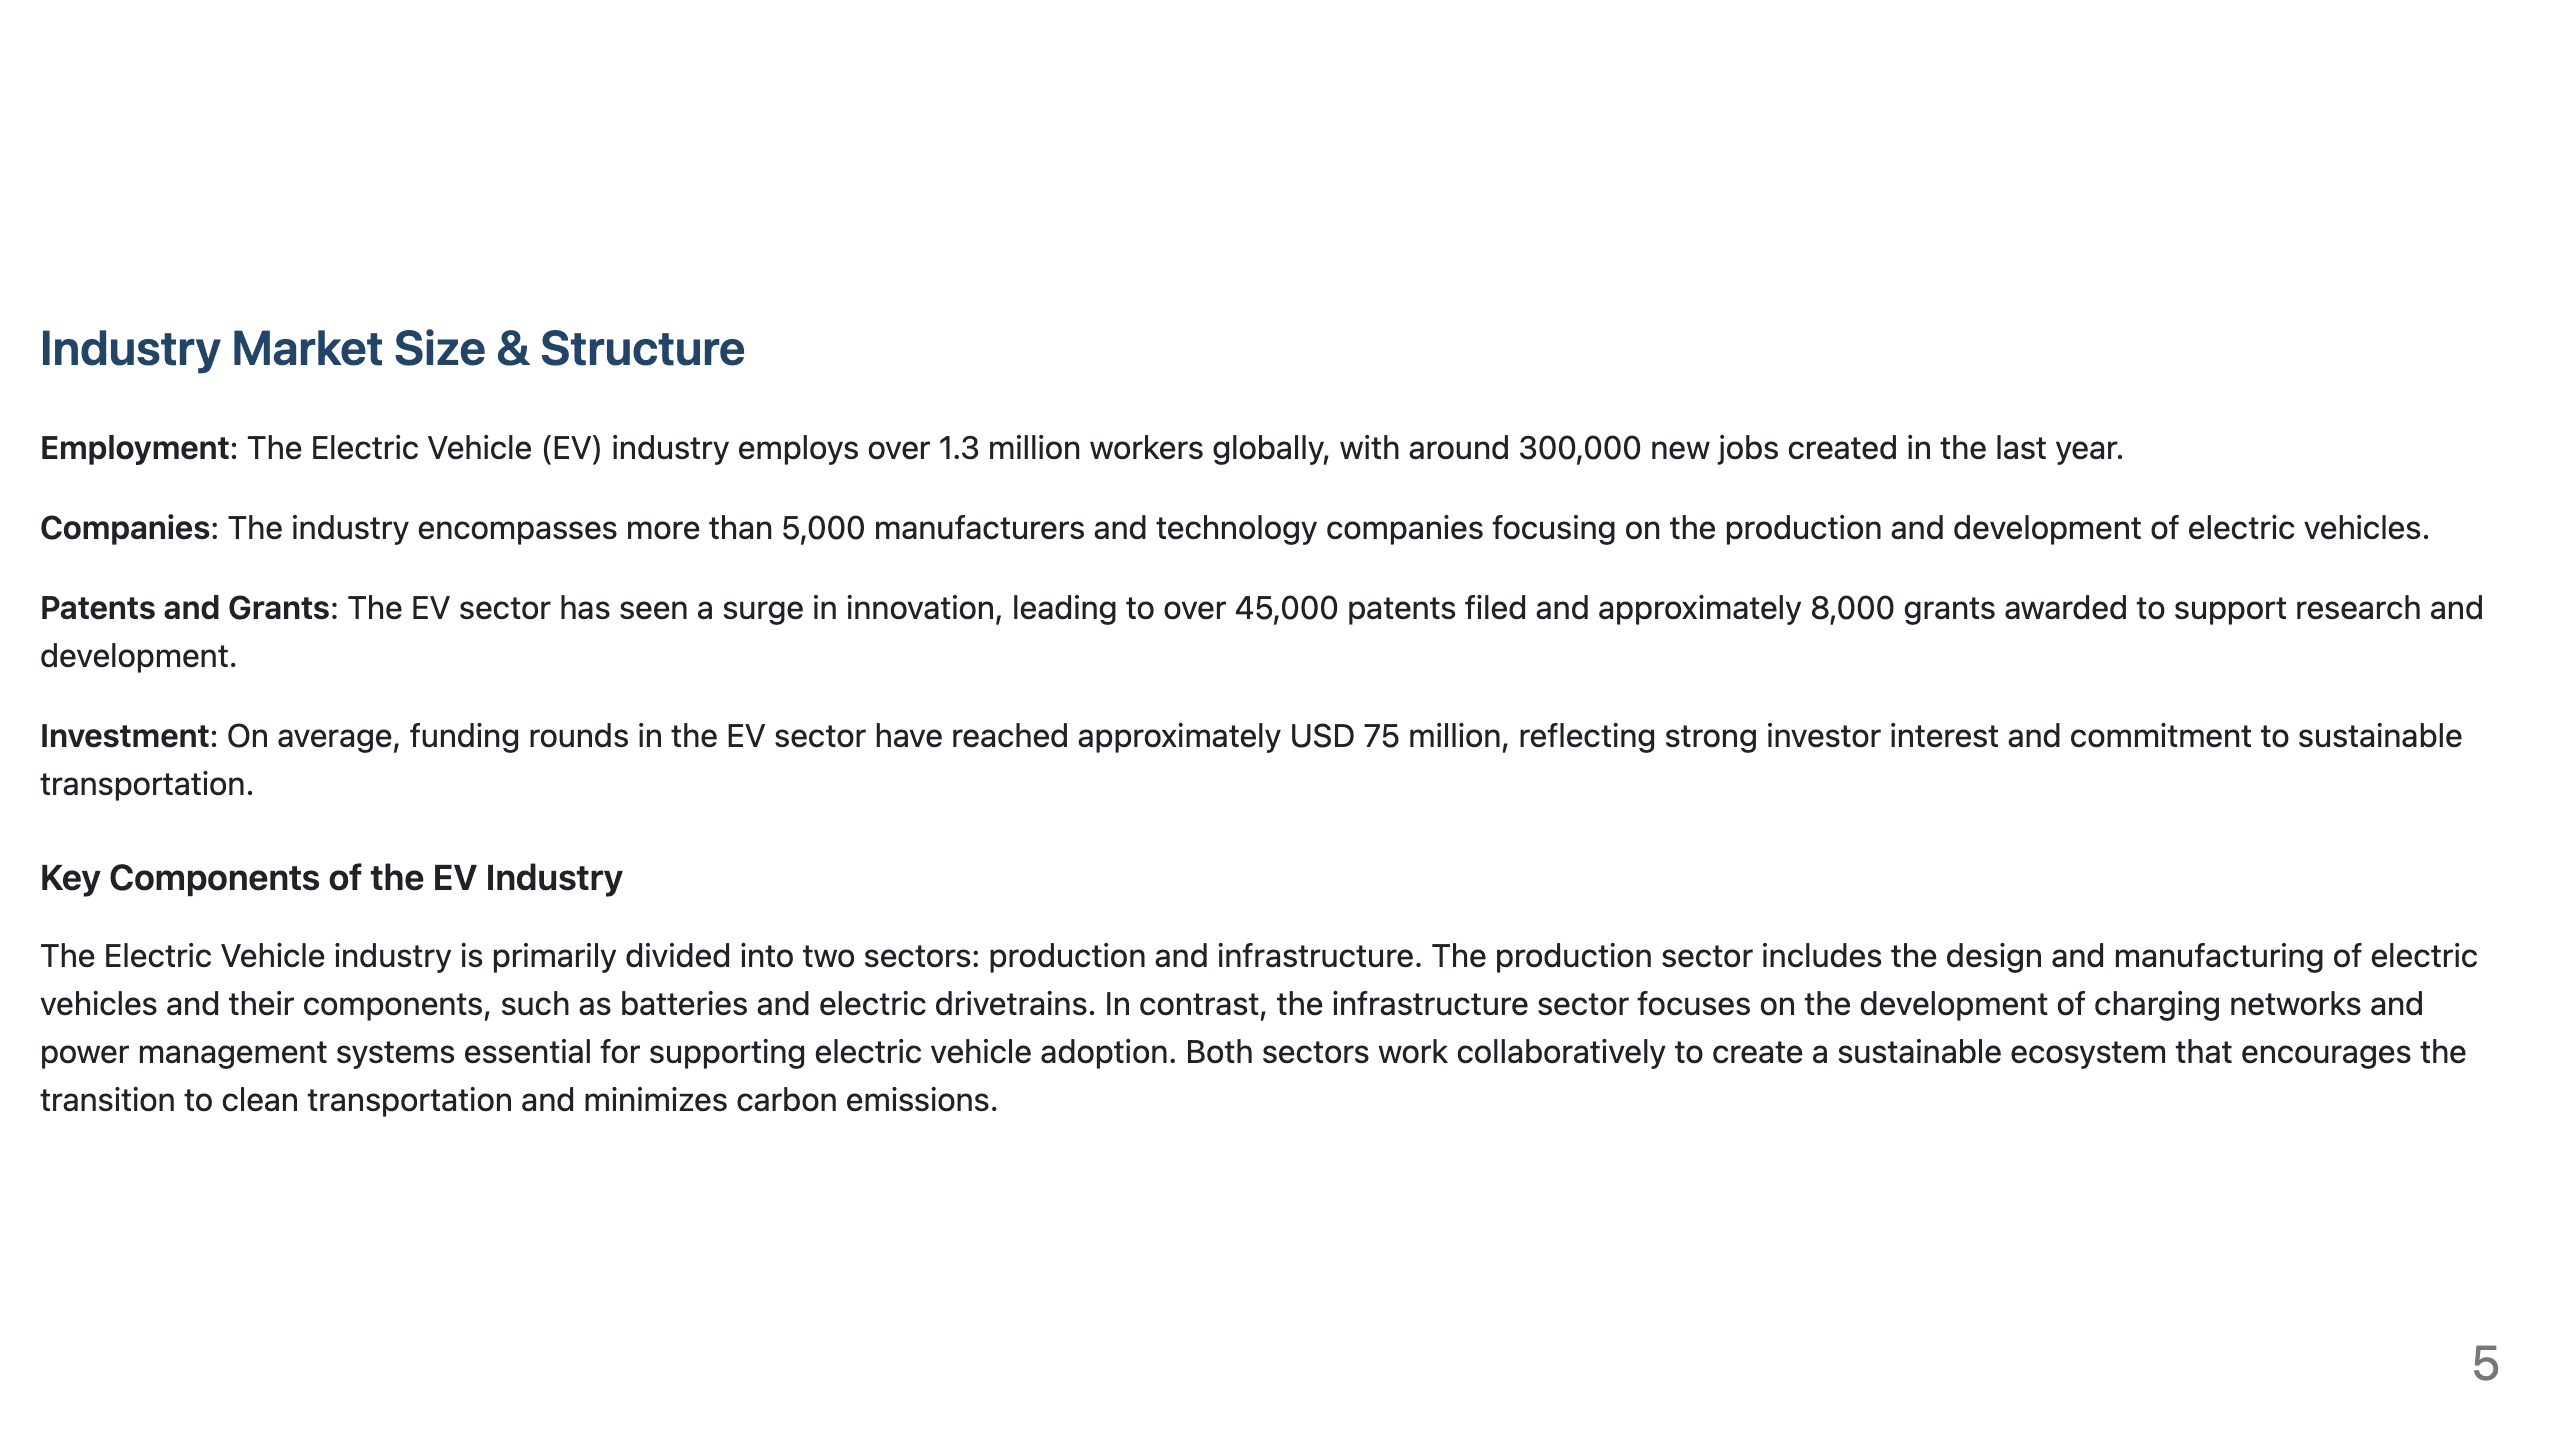 Industry Market Size & Structure
Employment: The Electric Vehicle (EV) industry employs over 1.3 million workers globally, with around 300,000 new jobs created in the last year.
Companies: The industry encompasses more than 5,000 manufacturers and technology companies focusing on the production and development of electric vehicles.
Patents and Grants: The EV sector has seen a surge in innovation, leading to over 45,000 patents filed and approximately 8,000 grants awarded to support research and
development.
Investment: On average, funding rounds in the EV sector have reached approximately USD 75 million, reflecting strong investor interest and commitment to sustainable
transportation.
Key Components of the EV Industry
The Electric Vehicle industry is primarily divided into two sectors: production and infrastructure. The production sector includes the design and manufacturing of electric
vehicles and their components, such as batteries and electric drivetrains. In contrast, the infrastructure sector focuses on the development of charging networks and
power management systems essential for supporting electric vehicle adoption. Both sectors work collaboratively to create a sustainable ecosystem that encourages the
transition to clean transportation and minimizes carbon emissions.
5